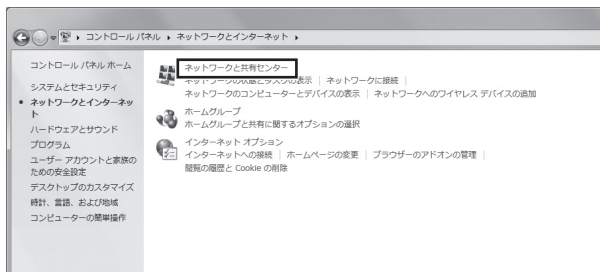 コントロール パネル ネットワークとインターネット
コントロール パネル ホーム
システムとセキュリティ
ネットワークとインターネッ
ト
ハードウェアとサウンド
プログラム
ユーザー アカウントと家族の
ための安全設定
デスクトップのカスタマイズ
時計、言語、および地域
コンピューターの簡単操作
ネットワークと共有センター
ネットワークの状態とタスクの表示 | ネットワークに接続 |
ネットワークのコンピューターとデバイスの表示 | ネットワークへのワイヤレス デバイスの追加
ホームグループ
ホームグループと共有に関するオプションの選択
インターネット オプション
インターネットへの接続 | ホームページの変更 | ブラウザーのアドオンの管理 |
閲覧の履歴と Cookie の削除